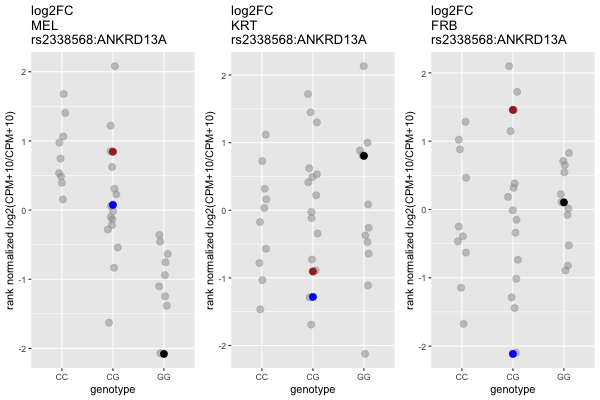 log2FC
MEL
rs2338568:ANKRD13A
rank normalized log2(CPM+10/CPM+10)
2
1
0
-1
-2
CC
CG
GG
genotype
log2FC
KRT
rs2338568:ANKRD13A
rank normalized log2(CPM+10/CPM+10)
2
1
0
-1
-2
CC
CG
GG
genotype
log2FC
FRB
rs2338568:ANKRD13A
rank normalized log2(CPM+10/CPM+10)
2
1
0
-1
-2
CC
CG
GG
genotype